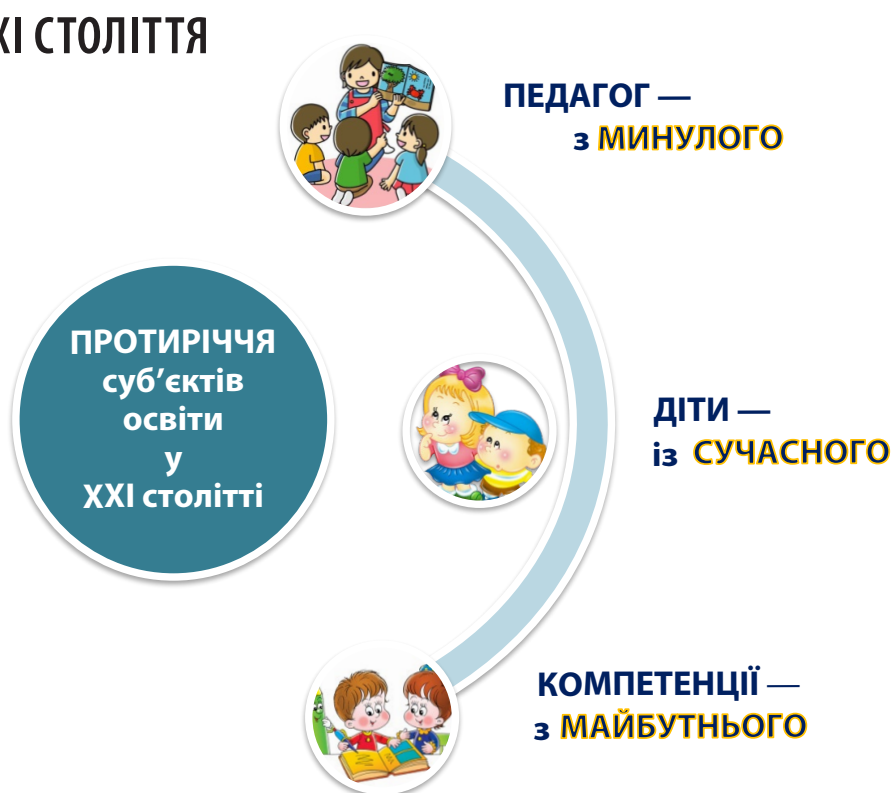 ХІ СТОЛІТТЯ
ПЕДАГОГ —
з МИНУЛОГО
ПРОТИРІЧЧЯ
суб’єктів
освіти
у
ХХІ столітті
ДІТИ —
із СУЧАСНОГО
КОМПЕТЕНЦІЇ —
з МАЙБУТНЬОГО